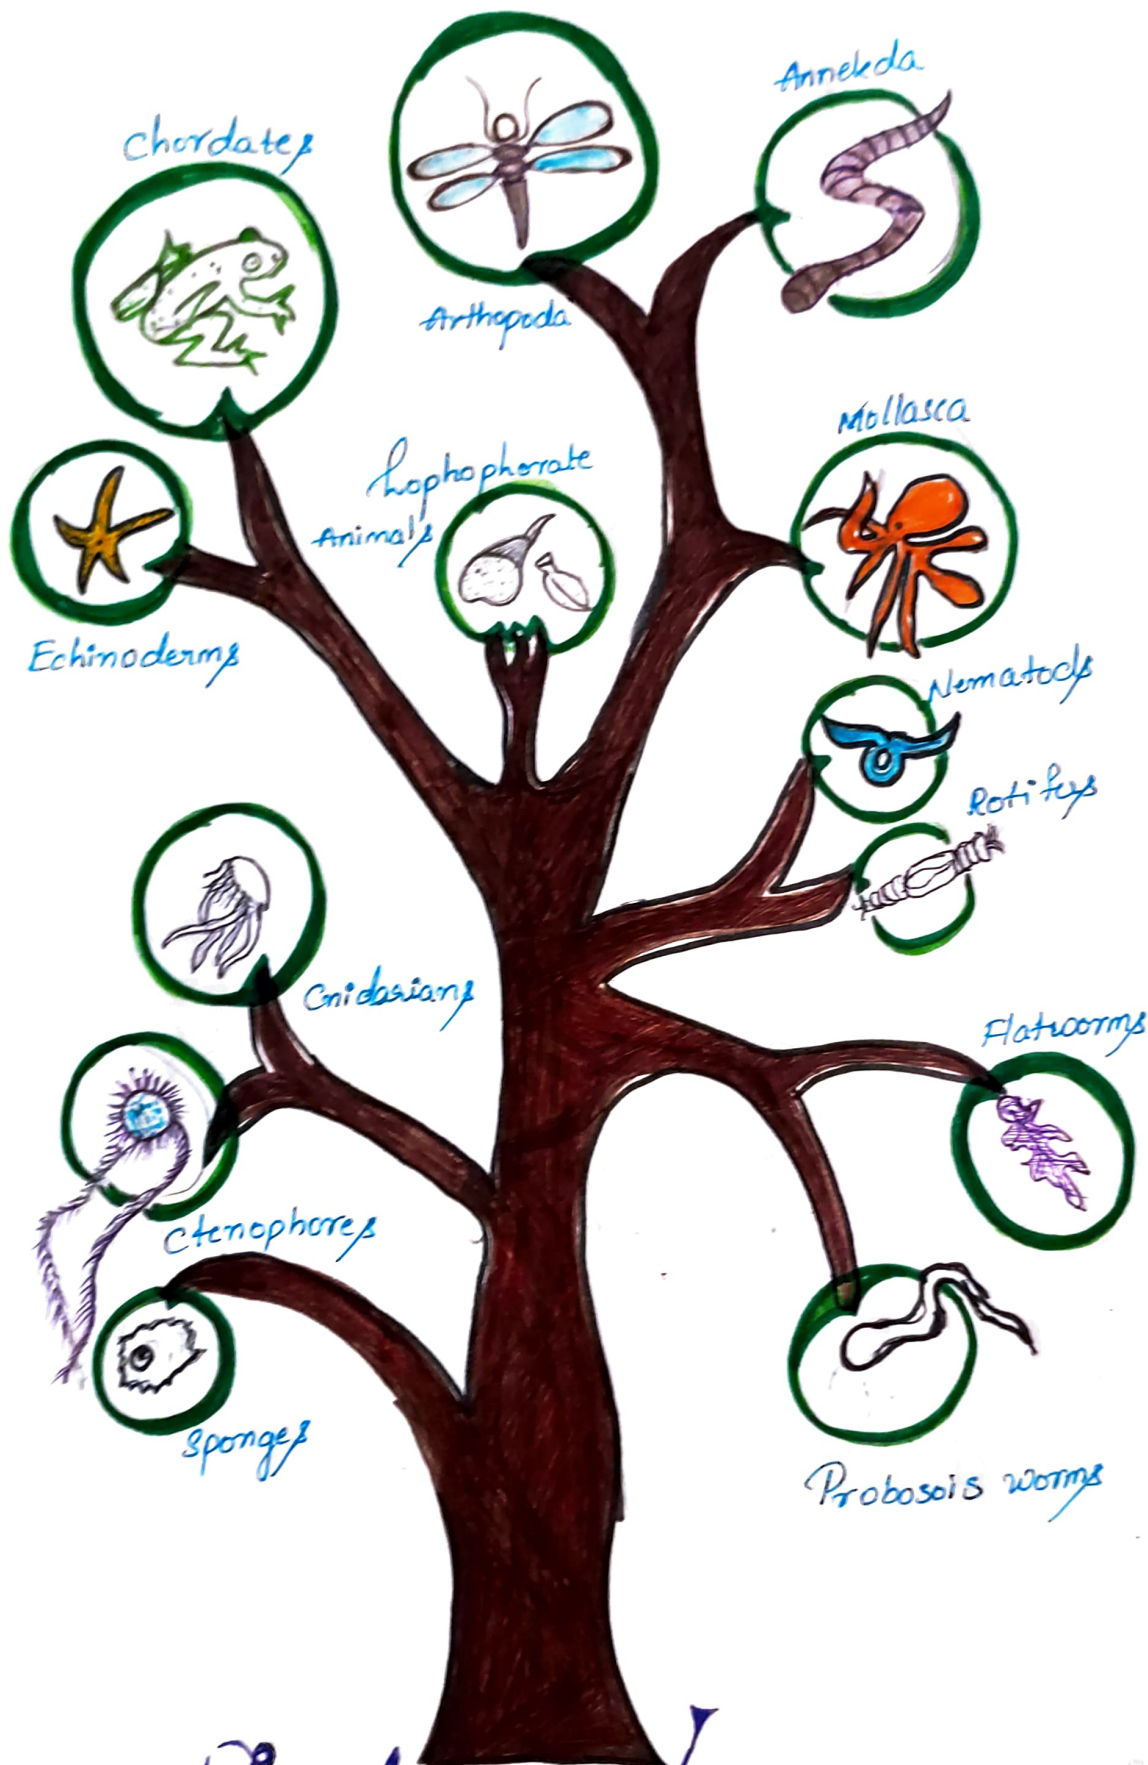 Annelida
Chordates
Arthopoda
Mollasca
Lophophorate
Animals
Echinoderms
Nematods
Rotifers
Cnidarians
Flatworms
Ctenophores
Sponges
Probosois worms